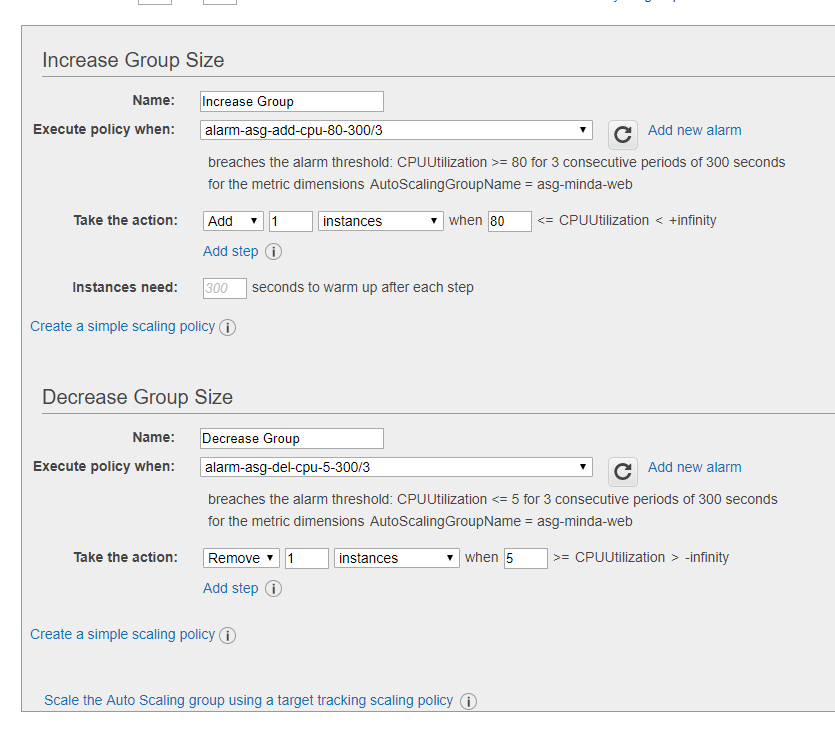 Increase Group Size
Name: Increase Group
Execute policy when: alarm-asg-add-cpu-80-300/3 Add new alarm
breaches the alarm threshold: CPUUtilization >= 80 for 3 consecutive periods of 300 seconds
for the metric dimensions AutoScalingGroupName = asg-minda-web
Take the action: Add 1 instances when 80 <= CPUUtilization < +infinity
Add step i
Instances need: 300 seconds to warm up after each step
Create a simple scaling policy i
Decrease Group Size
Name: Decrease Group
Execute policy when: alarm-asg-del-cpu-5-300/3 Add new alarm
breaches the alarm threshold: CPUUtilization <= 5 for 3 consecutive periods of 300 seconds
for the metric dimensions AutoScalingGroupName = asg-minda-web
Take the action: Remove 1 instances when 5 >= CPUUtilization > -infinity
Add step i
Create a simple scaling policy i
Scale the Auto Scaling group using a target tracking scaling policy i